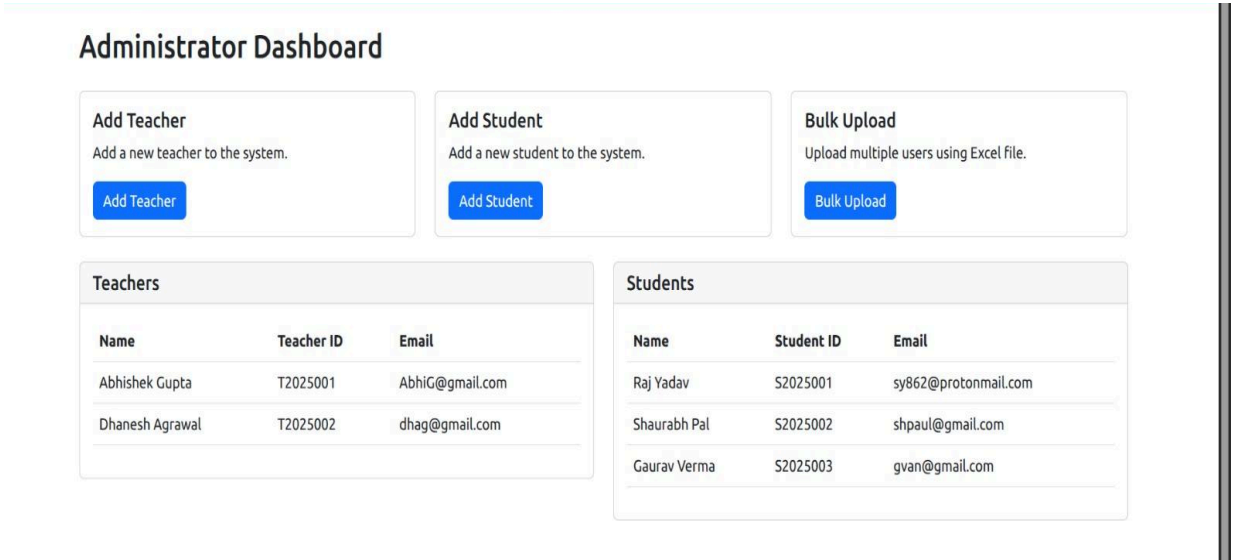 Administrator Dashboard
Add Teacher
Add a new teacher to the system.
Add Teacher
Add Student
Add a new student to the system.
Add Student
Bulk Upload
Upload multiple users using Excel file.
Bulk Upload
Teachers
Name Teacher ID Email
Abhishek Gupta T2025001 AbhiG@gmail.com
Dhanesh Agrawal T2025002 dhag@gmail.com
Students
Name Student ID Email
Raj Yadav S2025001 sy862@protonmail.com
Shaurabh Pal S2025002 shpaul@gmail.com
Gaurav Verma S2025003 gvan@gmail.com